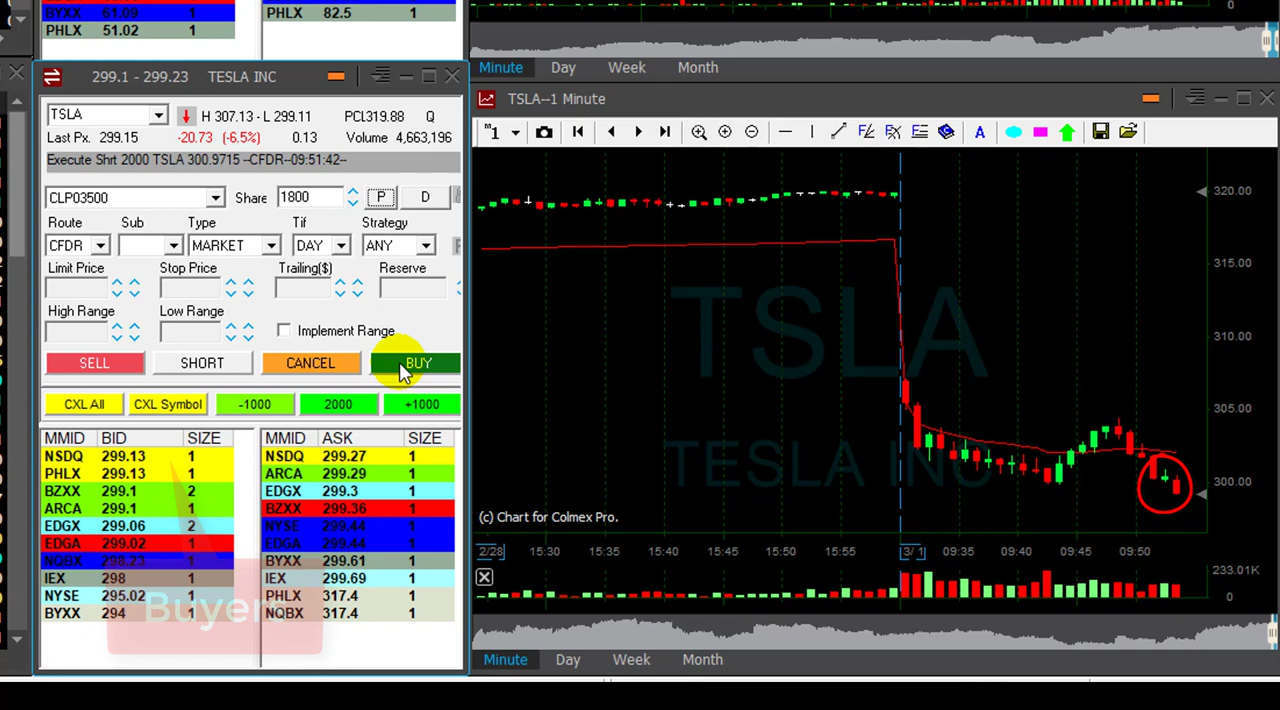 BYXX 61.09 1 PHLX 82.5 1
PHLX 51.02 1
0
Minute Day Week Month
299.1 - 299.23 TESLA INC
TSLA H 307.13 - L 299.11 PCl319.88 Q
Last Px. 299.15 -20.73 (-6.5%) 0.13 Volume 4,663,196
Execute Shrt 2000 TSLA 300.9715 --CFDR--09:51:42--
CLP03500 Share 1800 P D
Route Sub Type Tif Strategy
CFDR MARKET DAY ANY
Limit Price Stop Price Trailing($) Reserve
High Range Low Range
Implement Range
SELL SHORT CANCEL BUY
CXL All CXL Symbol -1000 2000 +1000
MMID BID SIZE MMID ASK SIZE
NSDQ 299.13 1 NSDQ 299.27 1
PHLX 299.13 1 ARCA 299.29 1
BZXX 299.1 2 EDGX 299.3 1
ARCA 299.1 1 BZXX 299.36 1
EDGX 299.06 2 NYSE 299.44 1
EDGA 299.02 1 EDGA 299.44 1
NQBX 298.23 1 BYXX 299.61 1
IEX 298 1 IEX 299.69 1
NYSE 295.02 1 PHLX 317.4 1
BYXX 294 1 NQBX 317.4 1
Buyers
TSLA--1 Minute
m1 A
320.00
315.00
310.00
305.00
300.00
TSLA
TESLA INC
(c) Chart for Colmex Pro.
2/28 15:30 15:35 15:40 15:45 15:50 15:55 3/ 1 09:35 09:40 09:45 09:50
233.01K
0
Minute Day Week Month